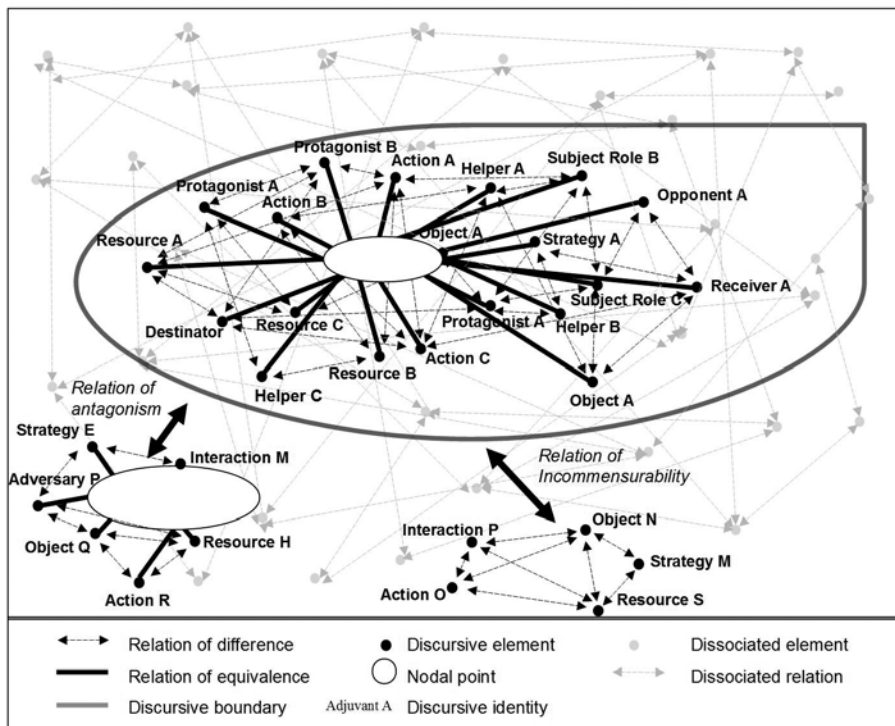 Protagonist B
Action A
Helper A
Subject Role B
Protagonist A
Action B
Opponent A
Object A
Strategy A
Resource A
Subject Role C
Receiver A
Destinator
Resource C
Protagonist A
Helper B
Resource B
Action C
Helper C
Object A
Relation of
antagonism
Strategy E
Interaction M
Adversary P
Object Q
Resource H
Action R
Relation of
Incommensurability
Interaction P
Object N
Strategy M
Action O
Resource S
Relation of difference
Discursive element
Dissociated element
Relation of equivalence
Nodal point
Dissociated relation
Discursive boundary
Adjuvant A
Discursive identity